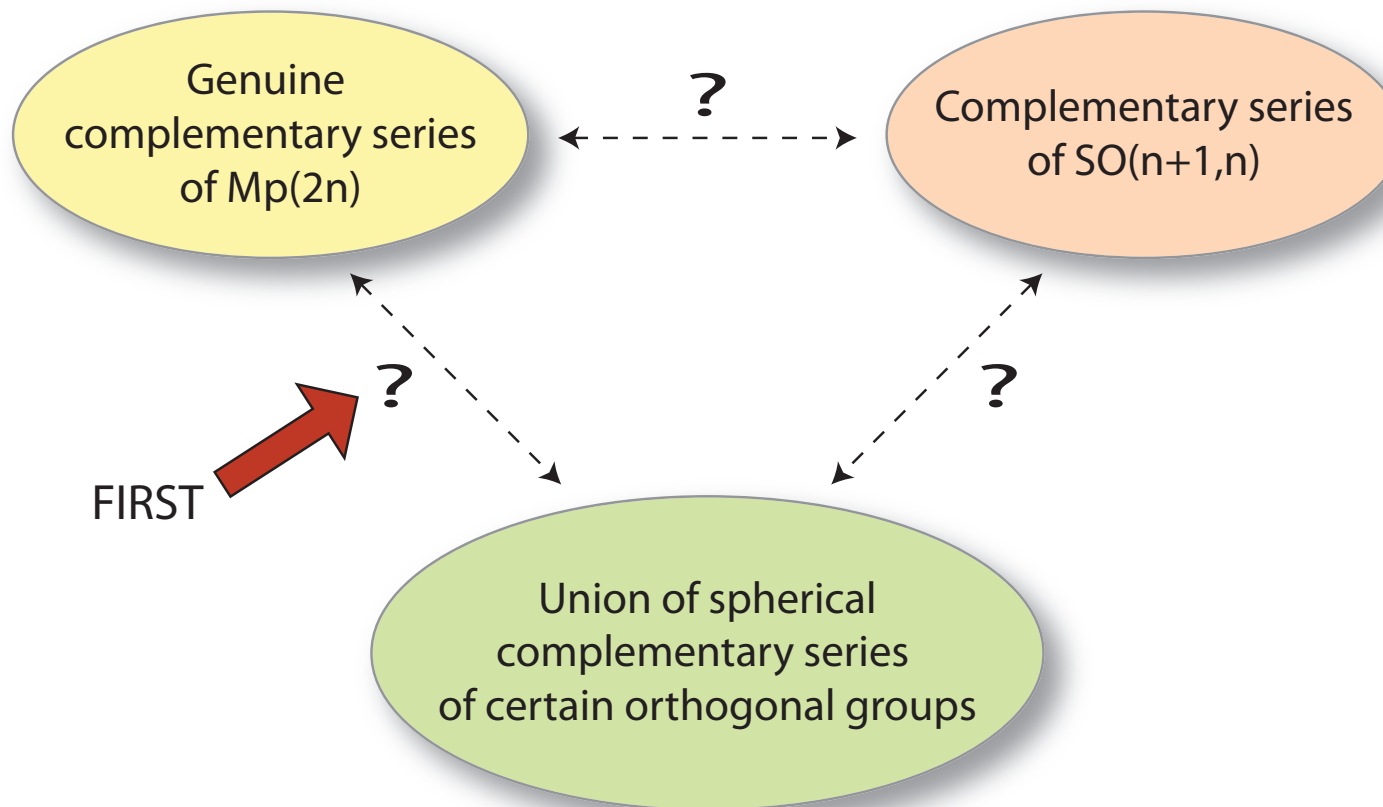 Genuine
complementary series
of Mp(2n)
?
Complementary series
of SO(n+1,n)
?
?
FIRST
Union of spherical
complementary series
of certain orthogonal groups